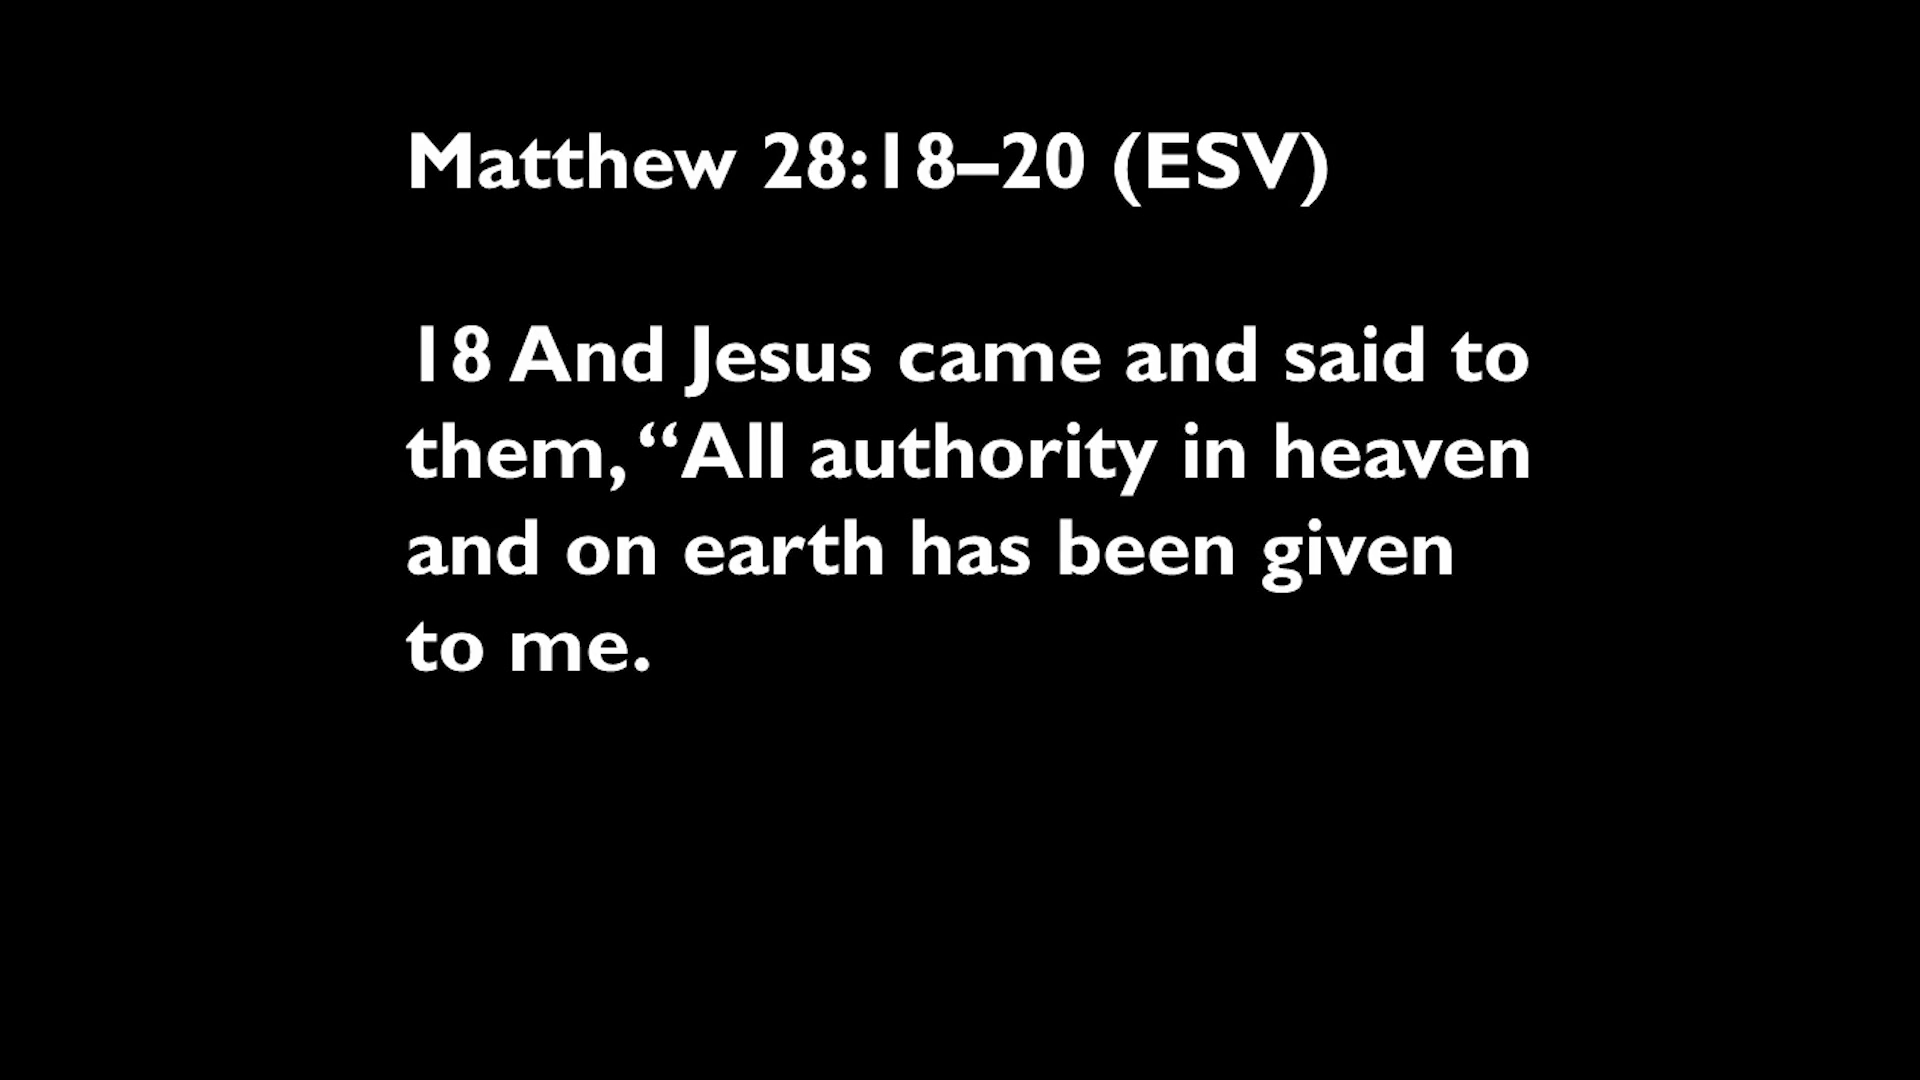 Matthew 28:18–20 (ESV)
18 And Jesus came and said to
them, “All authority in heaven
and on earth has been given
to me.